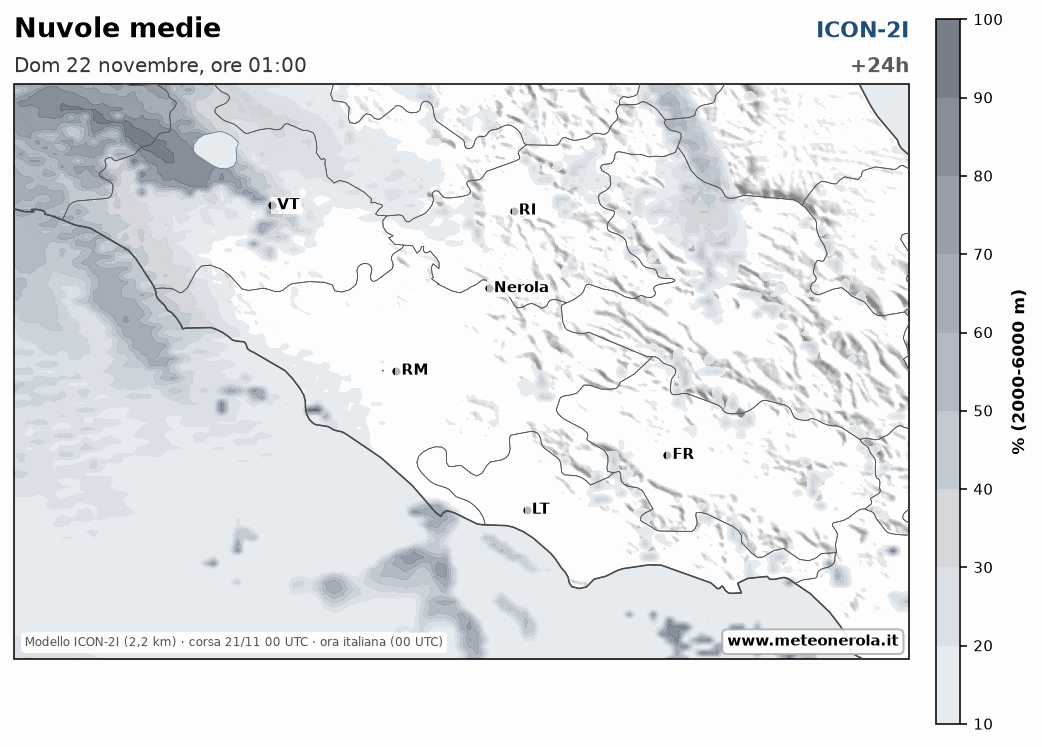 Nuvole medie
ICON-2I
Dom 22 novembre, ore 01:00
+24h
VT
RI
Nerola
RM
FR
LT
Modello ICON-2I (2,2 km) · corsa 21/11 00 UTC · ora italiana (00 UTC)
www.meteonerola.it
100
90
80
70
60
50
40
30
20
10
% (2000-6000 m)